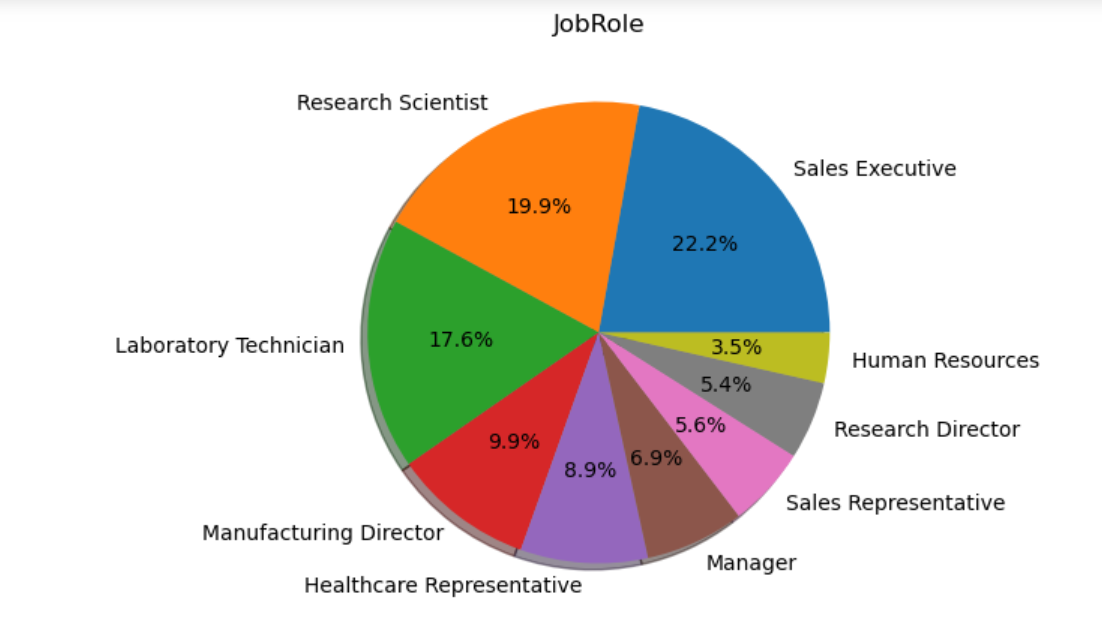 JobRole
Research Scientist
Sales Executive
19.9%
22.2%
17.6%
Laboratory Technician
3.5%
Human Resources
5.4%
Research Director
5.6%
9.9%
6.9%
8.9%
Sales Representative
Manufacturing Director
Manager
Healthcare Representative